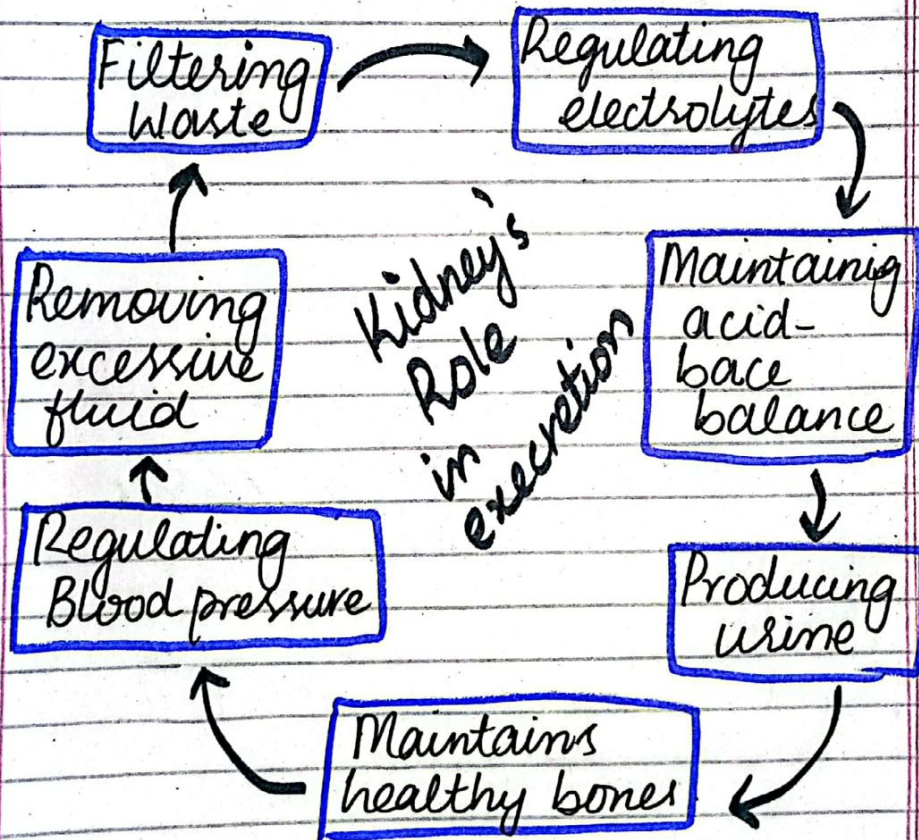 Filtering
Waste
Regulating
electrolytes
Maintainig
acid-
bace
balance
Producing
urine
Maintains
healthy bones
Regulating
Blood pressure
Removing
excessive
fluid
Kidney's
Role
in
execretion